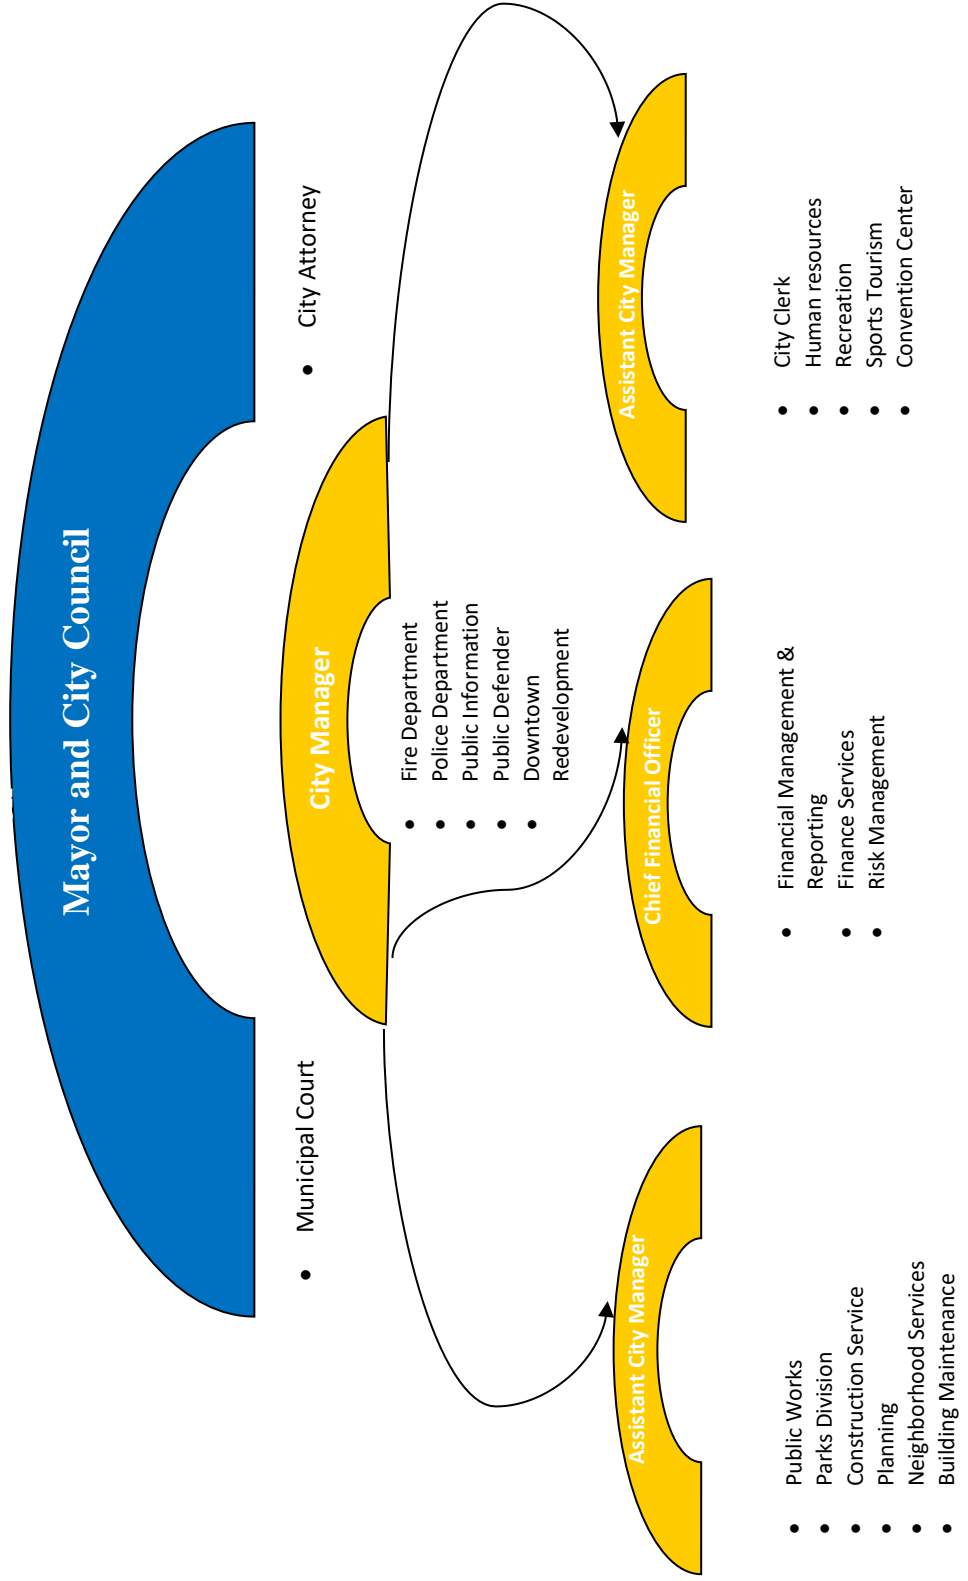 Mayor and City Council
• Municipal Court
• City Attorney
City Manager
• Fire Department
• Police Department
• Public Information
• Public Defender
• Downtown
Redevelopment
Assistant City Manager
• Public Works
• Parks Division
• Construction Service
• Planning
• Neighborhood Services
• Building Maintenance
Chief Financial Officer
• Financial Management &
Reporting
• Finance Services
• Risk Management
Assistant City Manager
• City Clerk
• Human resources
• Recreation
• Sports Tourism
• Convention Center